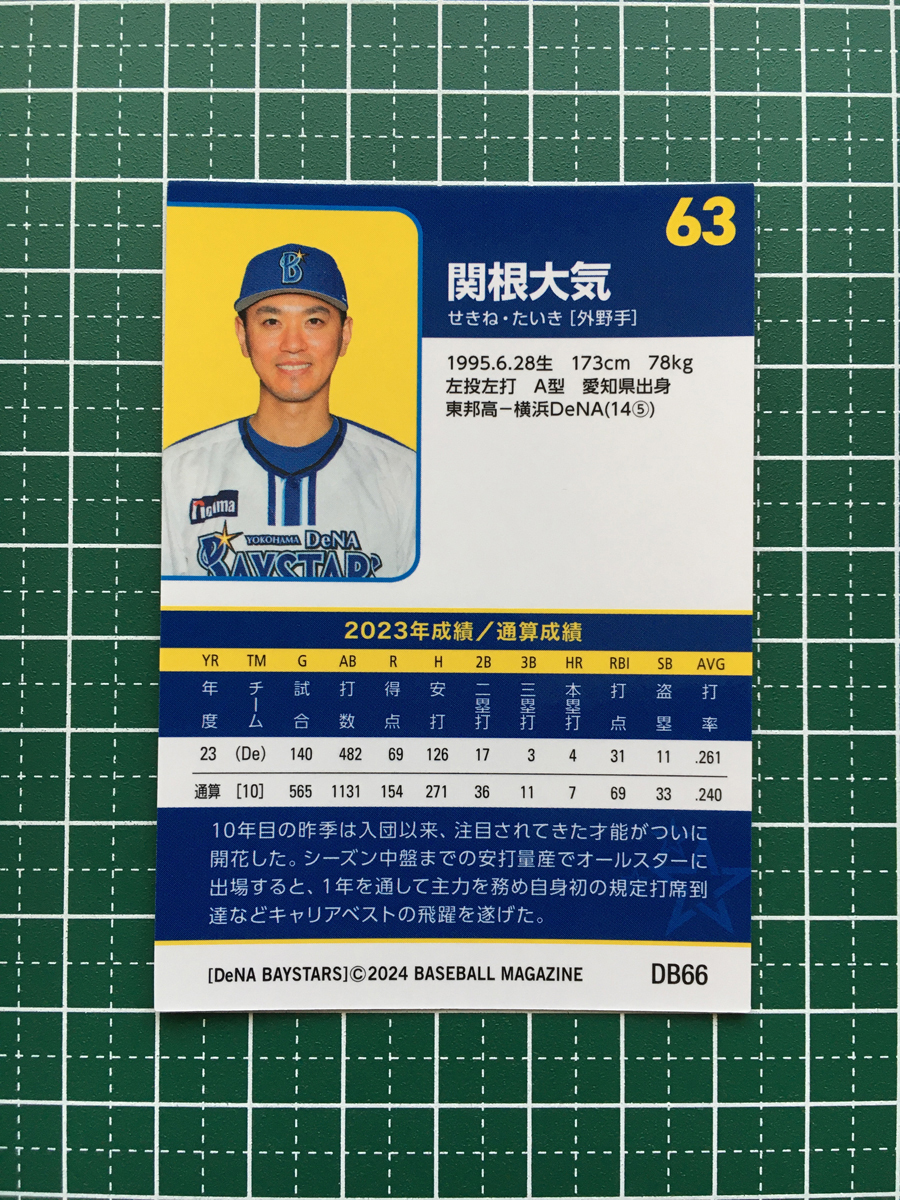 63
関根大気
せきね・たいき［外野手］
1995.6.28生　173cm　78kg
左投左打　A型　愛知県出身
東邦高－横浜DeNA(14⑤)
B
nojima
YOKOHAMA DeNA
BAYSTARS
2023年成績／通算成績
YR TM G AB R H 2B 3B HR RBI SB AVG
年度 チーム 試合 打数 得点 安打 二塁打 三塁打 本塁打 打点 盗塁 打率
23 (De) 140 482 69 126 17 3 4 31 11 .261
通算 [10] 565 1131 154 271 36 11 7 69 33 .240
10年目の昨季は入団以来、注目されてきた才能がついに
開花した。シーズン中盤までの安打量産でオールスターに
出場すると、1年を通して主力を務め自身初の規定打席到
達などキャリアベストの飛躍を遂げた。
[DeNA BAYSTARS]©2024 BASEBALL MAGAZINE DB66